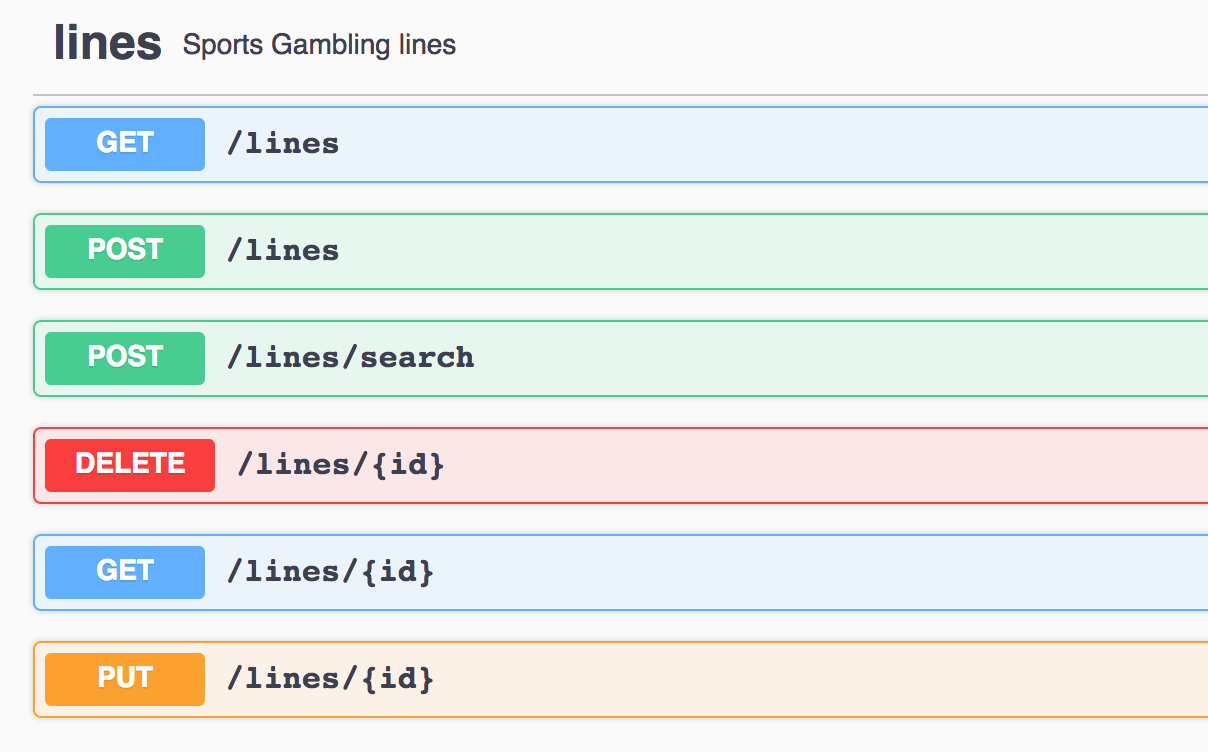 lines Sports Gambling lines
GET /lines
POST /lines
POST /lines/search
DELETE /lines/{id}
GET /lines/{id}
PUT /lines/{id}